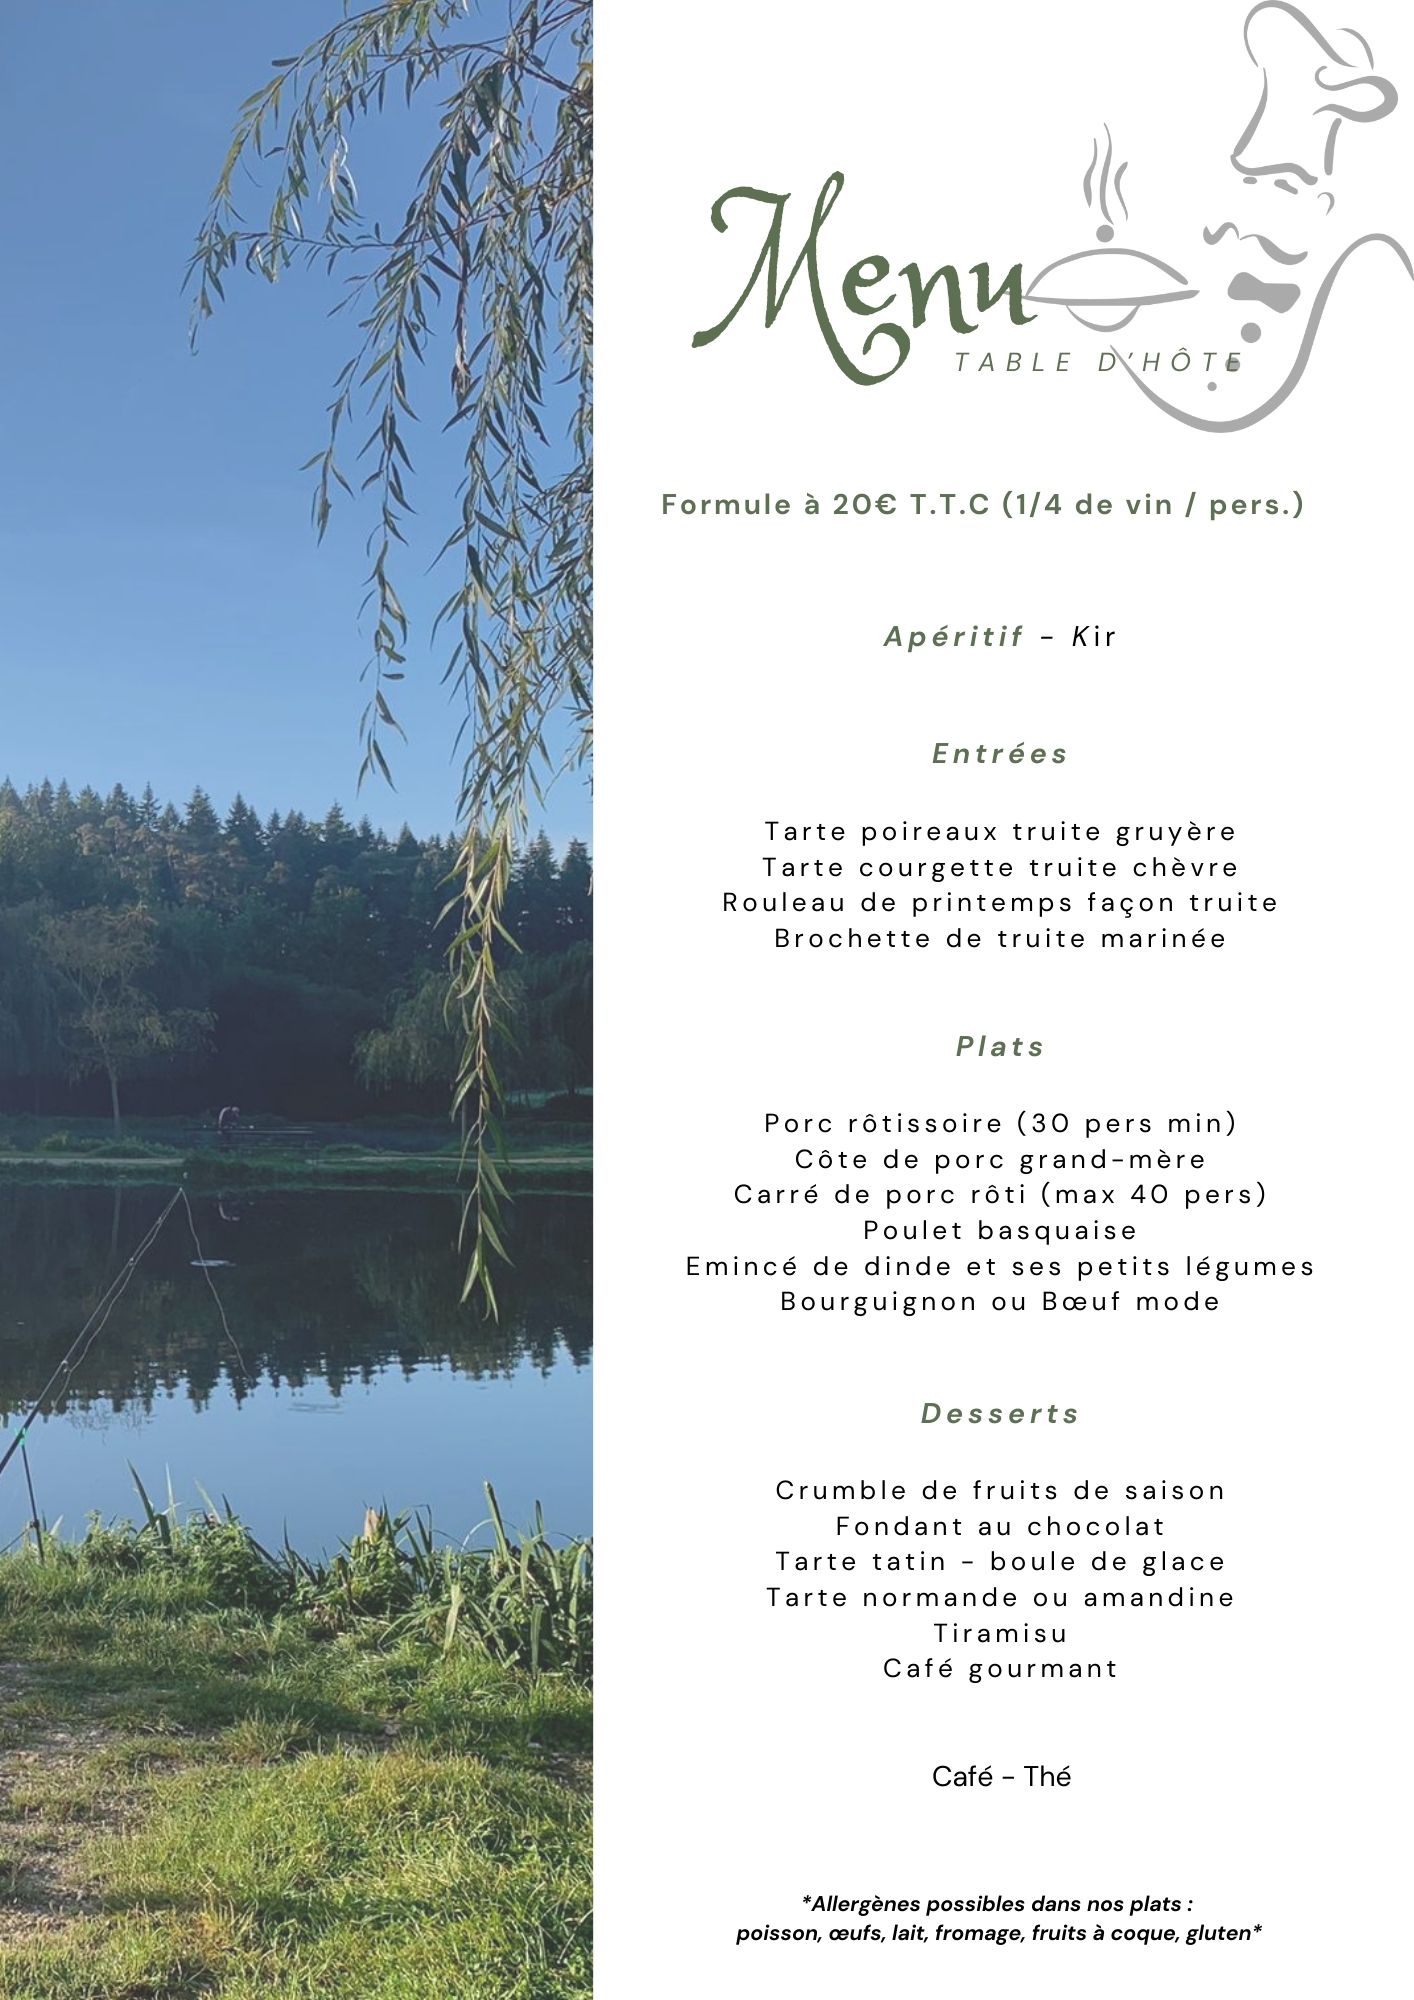 Menu
TABLE D'HÔTE
Formule à 20€ T.T.C (1/4 de vin / pers.)
Apéritif - Kir
Entrées
Tarte poireaux truite gruyère
Tarte courgette truite chèvre
Rouleau de printemps façon truite
Brochette de truite marinée
Plats
Porc rôtissoire (30 pers min)
Côte de porc grand-mère
Carré de porc rôti (max 40 pers)
Poulet basquaise
Emincé de dinde et ses petits légumes
Bourguignon ou Bœuf mode
Desserts
Crumble de fruits de saison
Fondant au chocolat
Tarte tatin - boule de glace
Tarte normande ou amandine
Tiramisu
Café gourmant
Café - Thé
*Allergènes possibles dans nos plats :
poisson, œufs, lait, fromage, fruits à coque, gluten*